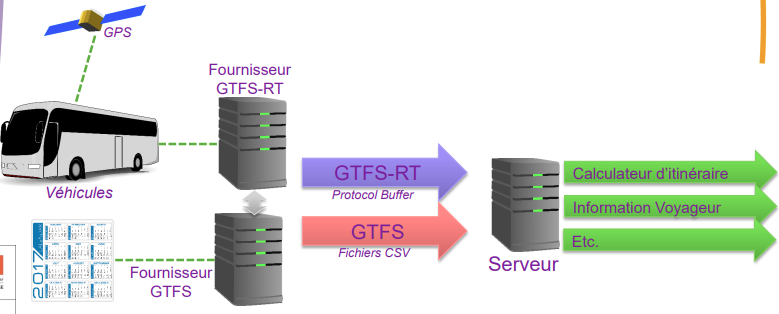 GPS
Fournisseur
GTFS-RT
Véhicules
GTFS-RT
Protocol Buffer
GTFS
Fichiers CSV
2017
Fournisseur
GTFS
Serveur
Calculateur d'itinéraire
Information Voyageur
Etc.